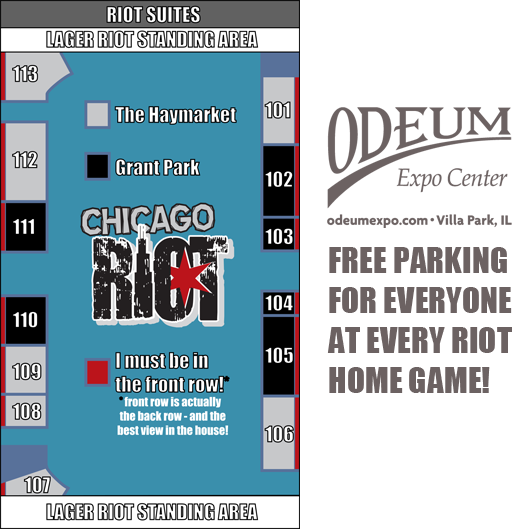 RIOT SUITES
LAGER RIOT STANDING AREA
113
101
The Haymarket
112
Grant Park
102
111
CHICAGO
RIOT
103
104
110
105
I must be in
the front row!*
109
*front row is actually
the back row - and the
best view in the house!
108
106
107
LAGER RIOT STANDING AREA
ODEUM
Expo Center
odeumexpo.com • Villa Park, IL
FREE PARKING
FOR EVERYONE
AT EVERY RIOT
HOME GAME!